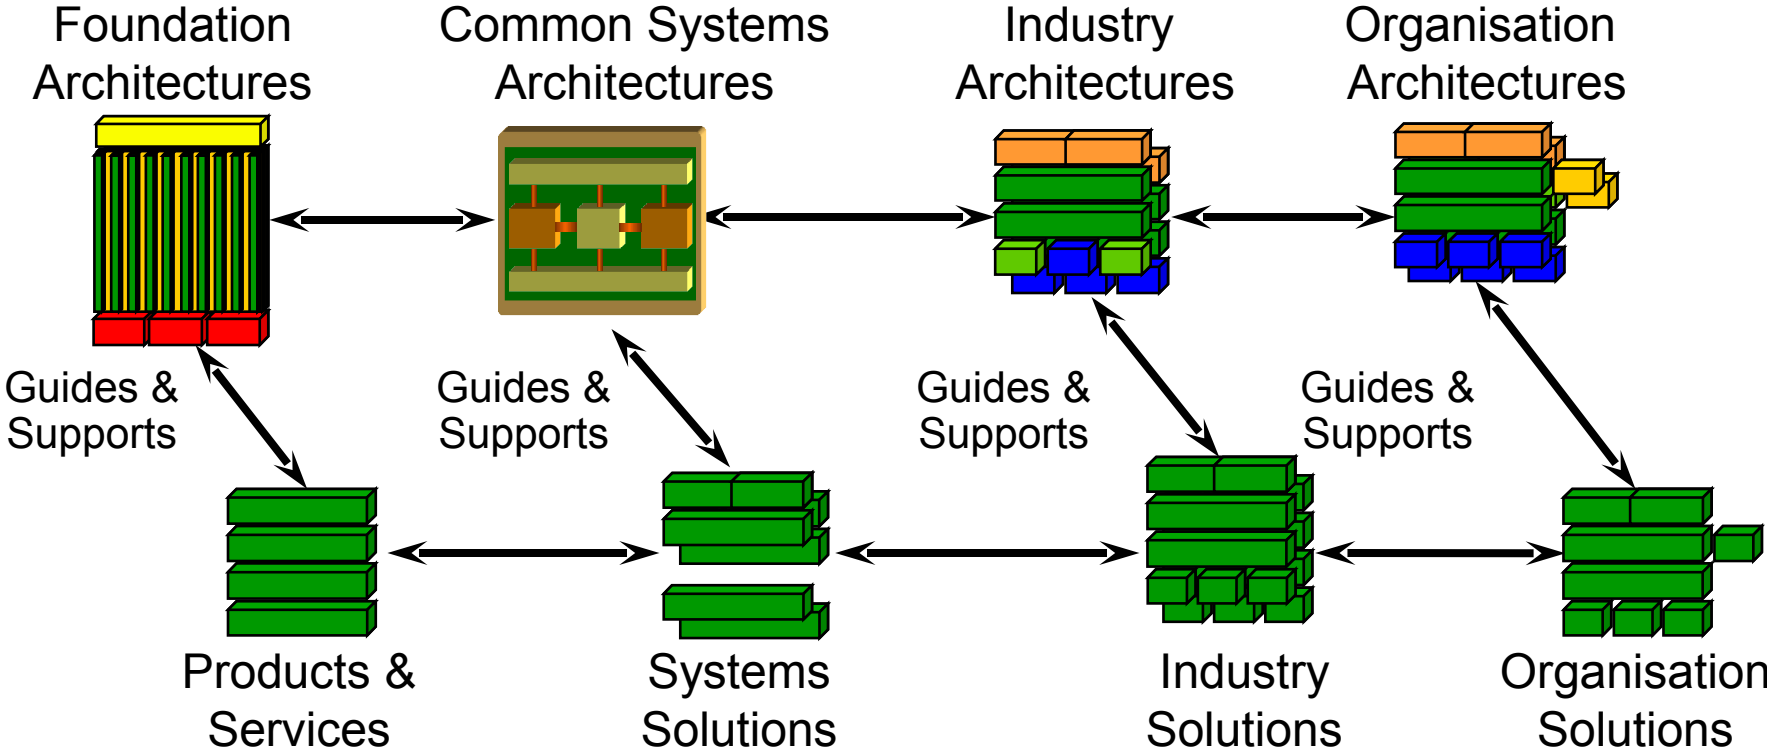 Foundation
Architectures
Common Systems
Architectures
Industry
Architectures
Organisation
Architectures
Guides &
Supports
Guides &
Supports
Guides &
Supports
Guides &
Supports
Products &
Services
Systems
Solutions
Industry
Solutions
Organisation
Solutions